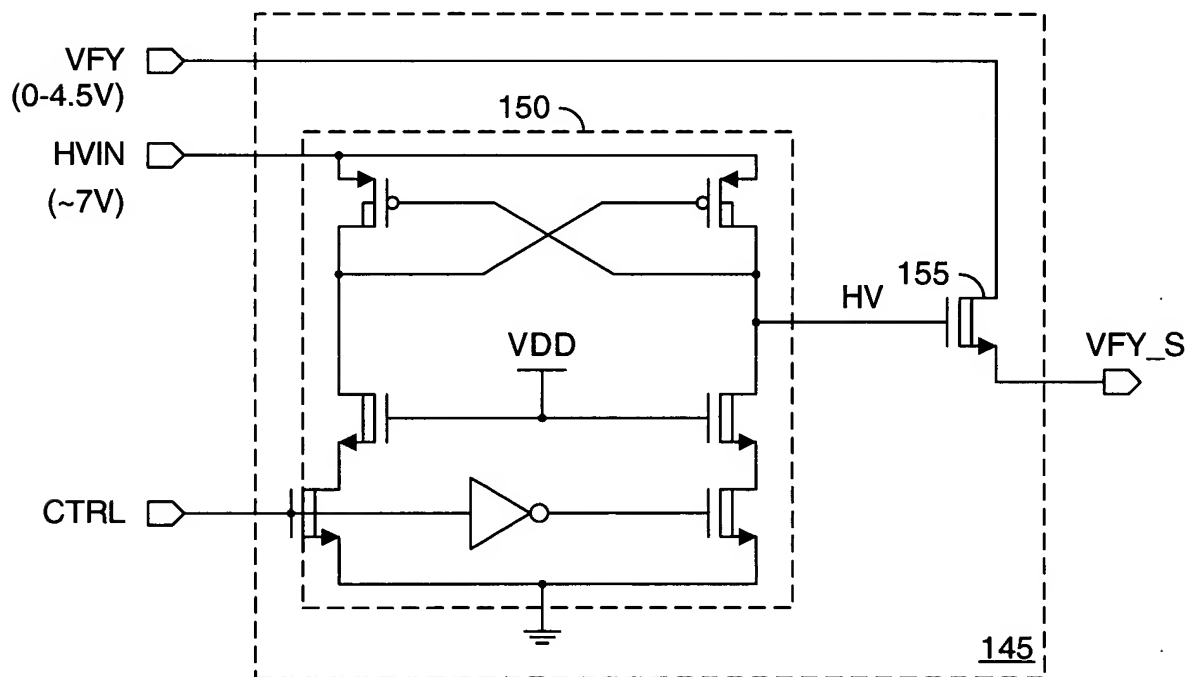 VFY
(0-4.5V)
150
HVIN
(~7V)
HV
155
VDD
VFY_S
CTRL
145